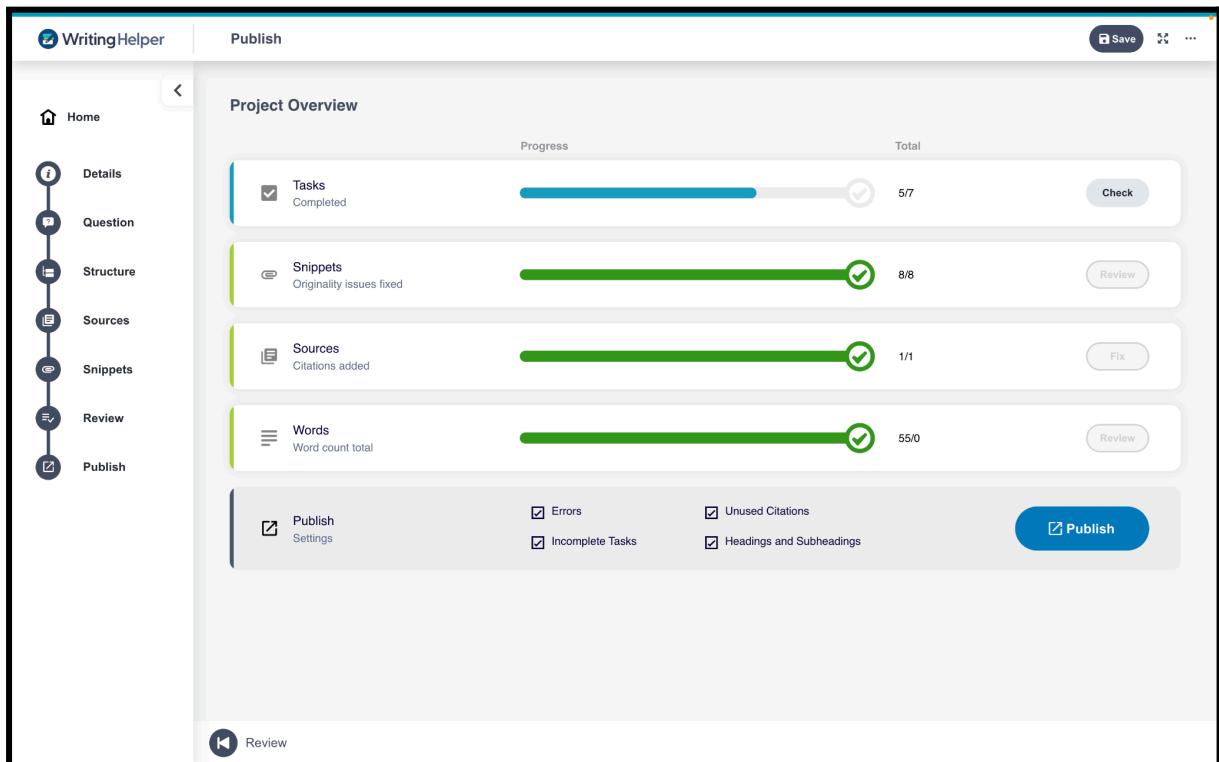 WritingHelper
Publish
Save
Home
Details
Question
Structure
Sources
Snippets
Review
Publish
Project Overview
Progress Total
Tasks
Completed
5/7
Check
Snippets
Originality issues fixed
8/8
Review
Sources
Citations added
1/1
Fix
Words
Word count total
55/0
Review
Publish
Settings
Errors
Unused Citations
Incomplete Tasks
Headings and Subheadings
Publish
Review